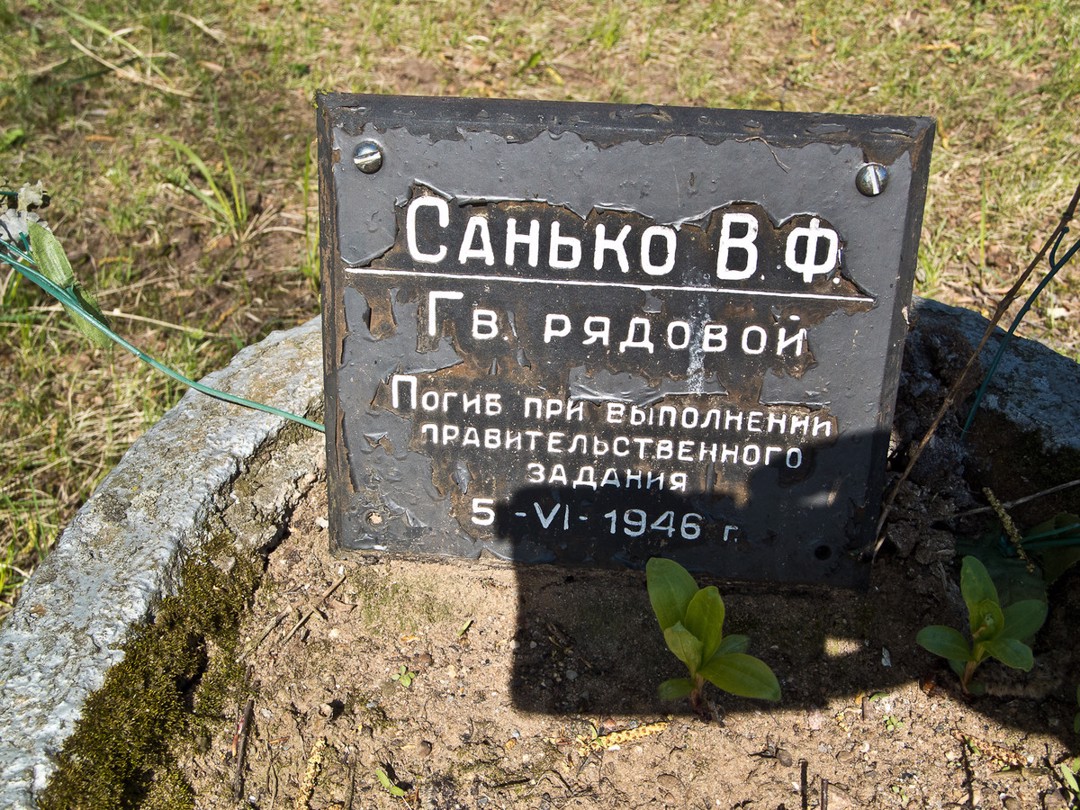 Санько В.Ф.
Гв. рядовой
Погиб при выполнении
правительственного
задания
5-VI-1946 г.